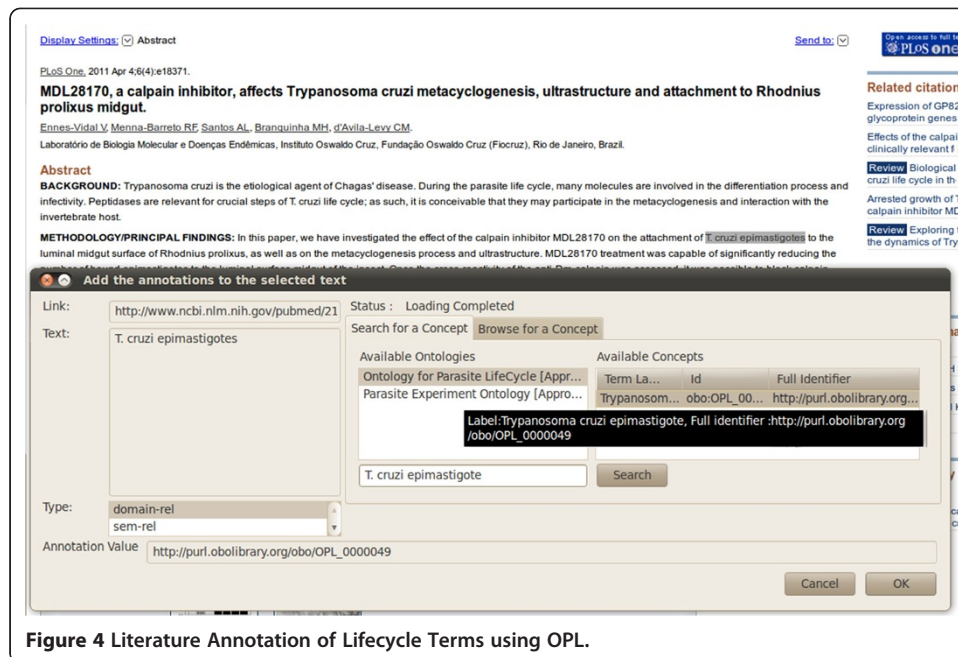 Display Settings: Abstract
Send to:
PLoS One. 2011 Apr 4;6(4):e18371.
MDL28170, a calpain inhibitor, affects Trypanosoma cruzi metacyclogenesis, ultrastructure and attachment to Rhodnius
prolixus midgut.
Ennes-Vidal V, Menna-Barreto RF, Santos AL, Branquinha MH, d'Avila-Levy CM.
Laboratório de Biologia Molecular e Doenças Endêmicas, Instituto Oswaldo Cruz, Fundação Oswaldo Cruz (Fiocruz), Rio de Janeiro, Brazil.
Abstract
BACKGROUND: Trypanosoma cruzi is the etiological agent of Chagas' disease. During the parasite life cycle, many molecules are involved in the differentiation process and
infectivity. Peptidases are relevant for crucial steps of T. cruzi life cycle; as such, it is conceivable that they may participate in the metacyclogenesis and interaction with the
invertebrate host.
METHODOLOGY/PRINCIPAL FINDINGS: In this paper, we have investigated the effect of the calpain inhibitor MDL28170 on the attachment of T. cruzi epimastigotes to the
luminal midgut surface of Rhodnius prolixus, as well as on the metacyclogenesis process and ultrastructure. MDL28170 treatment was capable of significantly reducing the
Open access to full te
PLoS one
Related citation
Expression of GP82
glycoprotein genes
Effects of the calpai
clinically relevant f
Review Biological
cruzi life cycle in th
Arrested growth of T
calpain inhibitor MD
Review Exploring t
the dynamics of Try
Add the annotations to the selected text
Link: http://www.ncbi.nlm.nih.gov/pubmed/21
Text: T. cruzi epimastigotes
Status : Loading Completed
Search for a Concept Browse for a Concept
Available Ontologies
Ontology for Parasite LifeCycle [Appr...
Parasite Experiment Ontology [Appro...
Available Concepts
Term La... Id Full Identifier
Trypanosom... obo:OPL_00... http://purl.obolibrary.org...
Label:Trypanosoma cruzi epimastigote, Full identifier :http://purl.obolibrary.org
/obo/OPL_0000049
T. cruzi epimastigote Search
Type: domain-rel
sem-rel
Annotation Value http://purl.obolibrary.org/obo/OPL_0000049
Cancel OK
Figure 4 Literature Annotation of Lifecycle Terms using OPL.